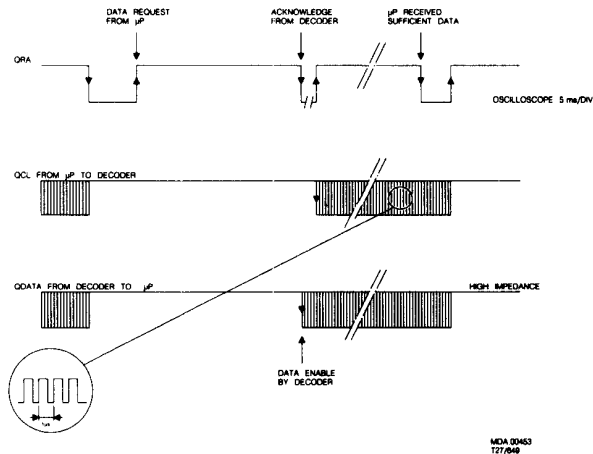 DATA REQUEST
FROM µP
ACKNOWLEDGE
FROM DECODER
µP RECEIVED
SUFFICIENT DATA
QRA
OSCILLOSCOPE 5 ms/DIV
QCL FROM µP TO DECODER
QDATA FROM DECODER TO µP
HIGH IMPEDANCE
DATA ENABLE
BY DECODER
MDA 00453
T27/649